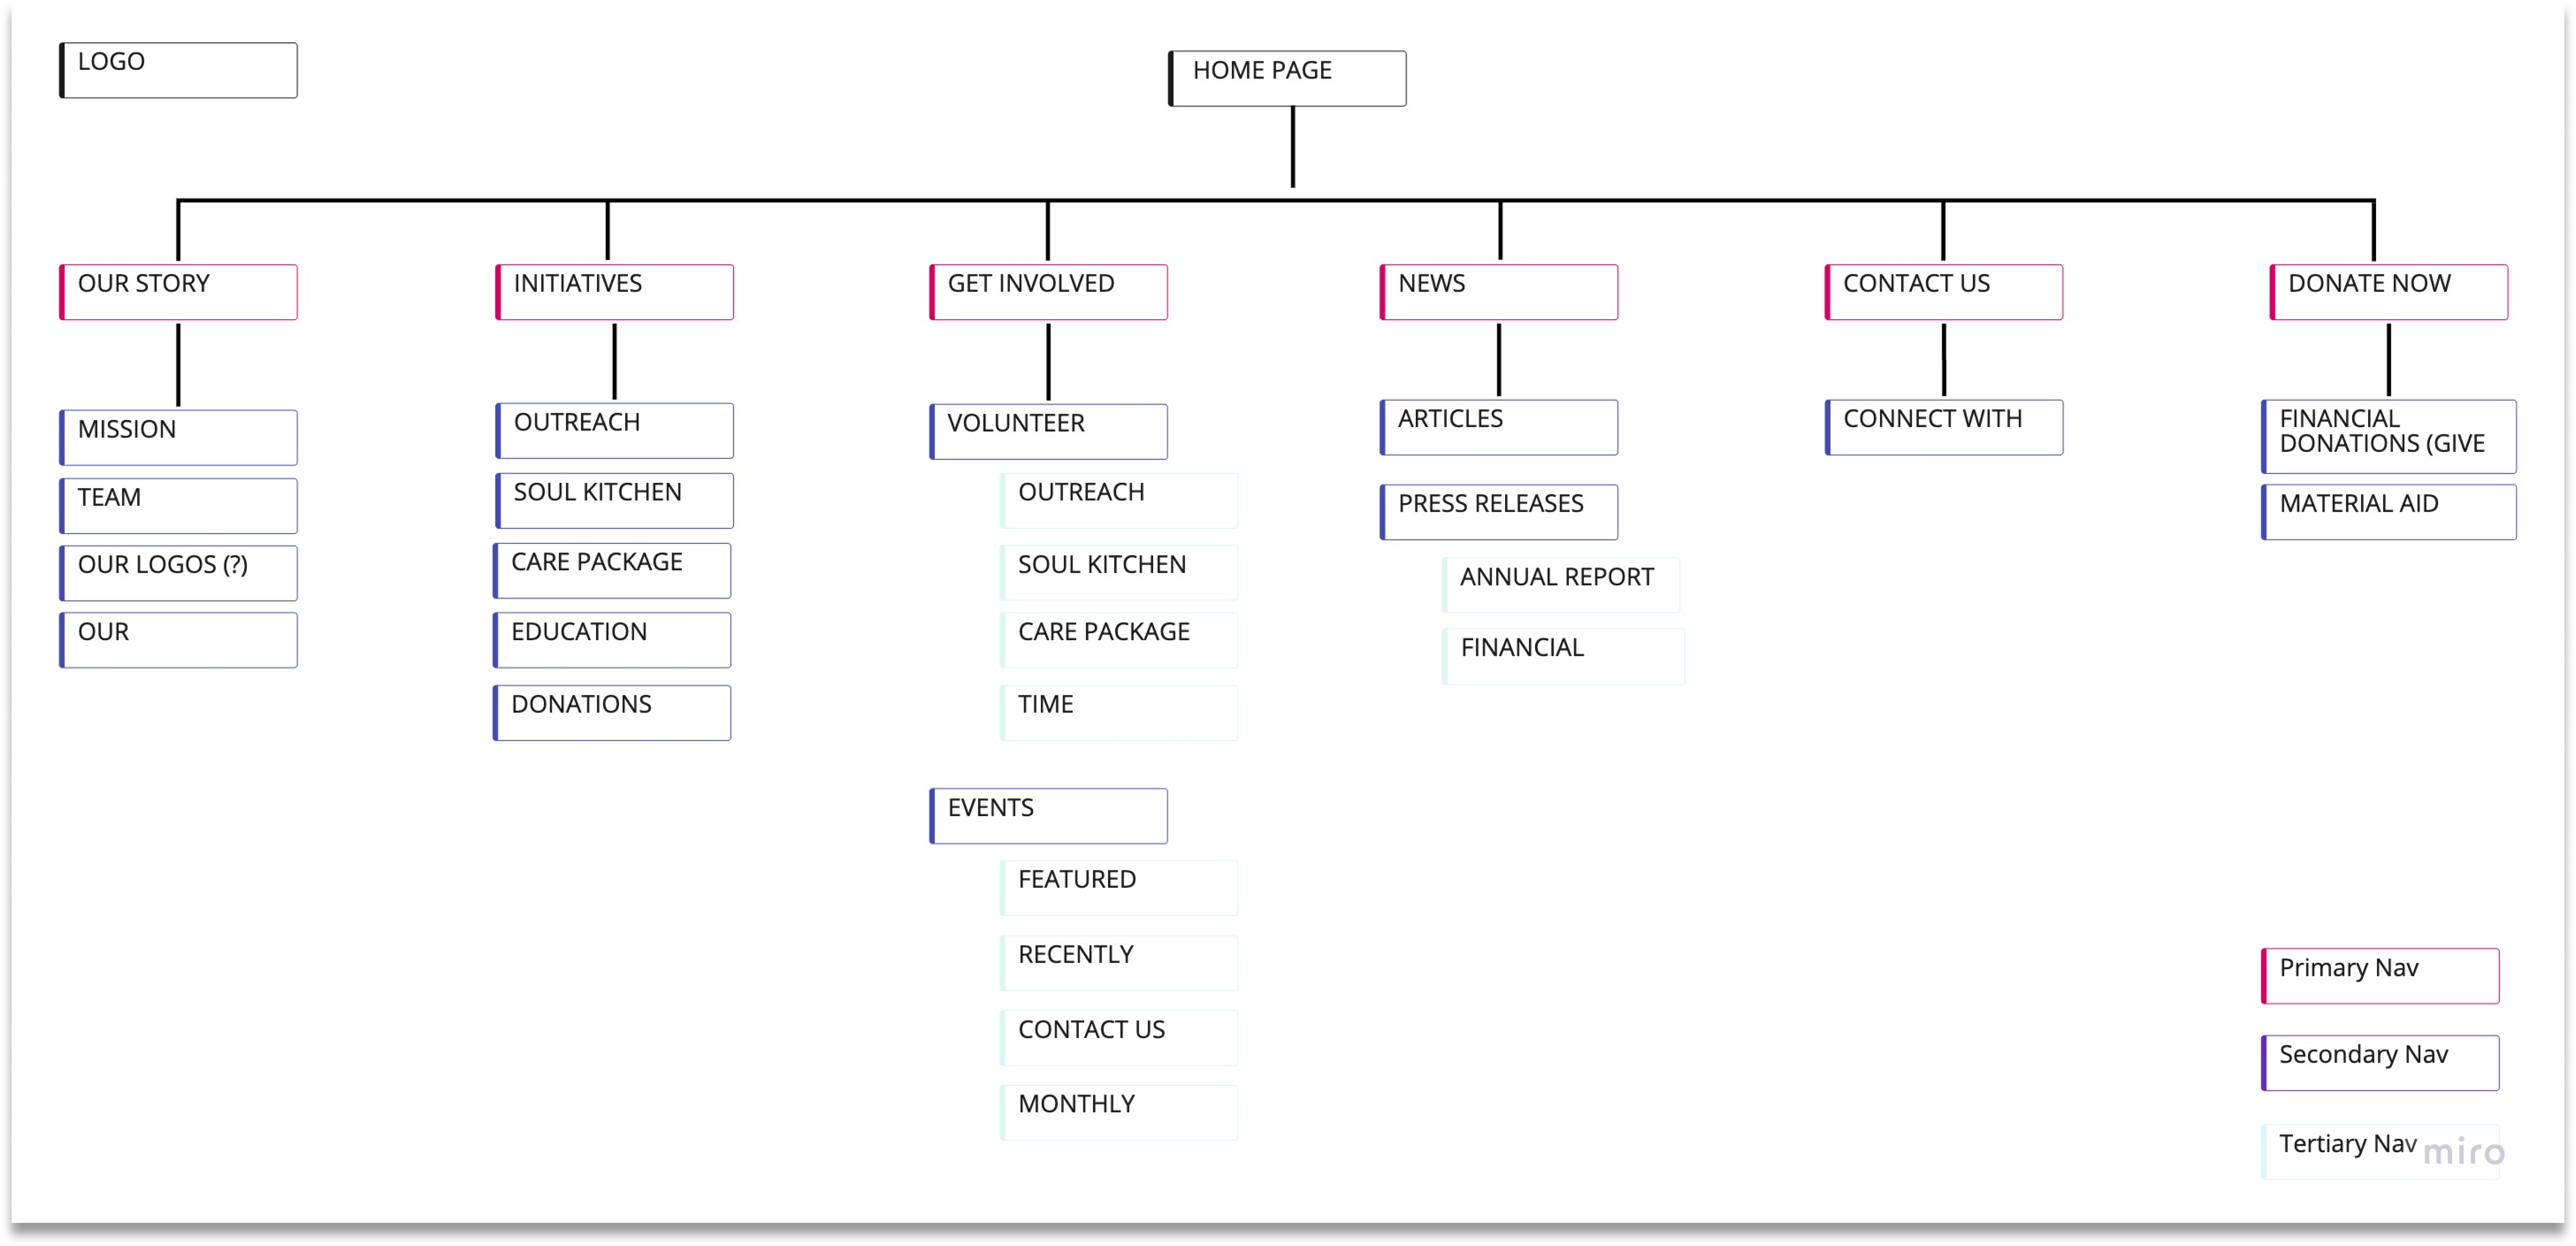 LOGO
HOME PAGE
OUR STORY
INITIATIVES
GET INVOLVED
NEWS
CONTACT US
DONATE NOW
MISSION
TEAM
OUR LOGOS (?)
OUR
OUTREACH
SOUL KITCHEN
CARE PACKAGE
EDUCATION
DONATIONS
VOLUNTEER
OUTREACH
SOUL KITCHEN
CARE PACKAGE
TIME
EVENTS
FEATURED
RECENTLY
CONTACT US
MONTHLY
ARTICLES
PRESS RELEASES
ANNUAL REPORT
FINANCIAL
CONNECT WITH
FINANCIAL
DONATIONS (GIVE
MATERIAL AID
Primary Nav
Secondary Nav
Tertiary Nav
miro